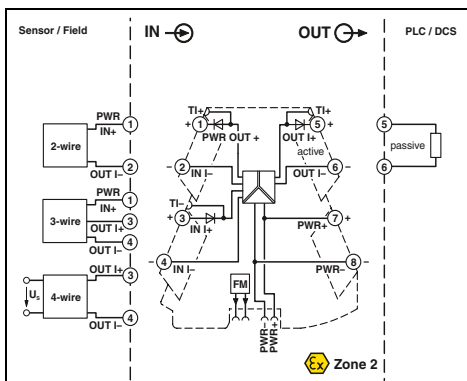 Sensor / Field
IN
OUT
PLC / DCS
PWR
IN+
1
2-wire
OUT I–
2
PWR
IN+
1
3-wire
OUT I+
3
OUT I–
4
OUT I+
3
4-wire
Us
OUT I–
4
TI+
+ 1
PWR OUT +
– 2
IN I–
TI–
+ 3
IN I+
– 4
IN I–
FM
PWR–
PWR+
TI+
5 +
OUT I+
active
6 –
OUT I–
7 +
PWR+
8 –
PWR–
5
passive
6
Ex Zone 2